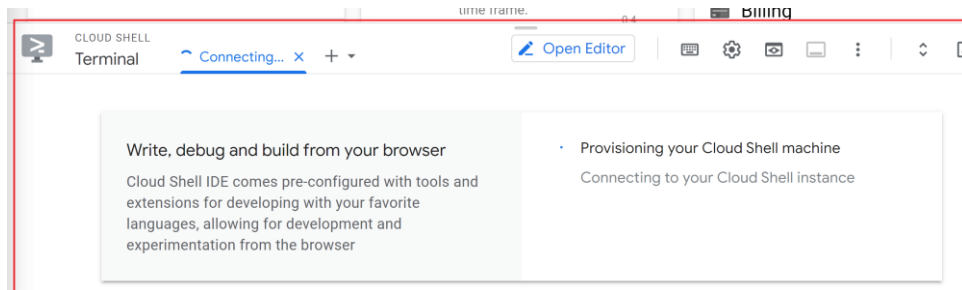 time frame.
0.4
Billing
CLOUD SHELL
Terminal
Connecting...
Open Editor
Write, debug and build from your browser
Cloud Shell IDE comes pre-configured with tools and
extensions for developing with your favorite
languages, allowing for development and
experimentation from the browser
Provisioning your Cloud Shell machine
Connecting to your Cloud Shell instance